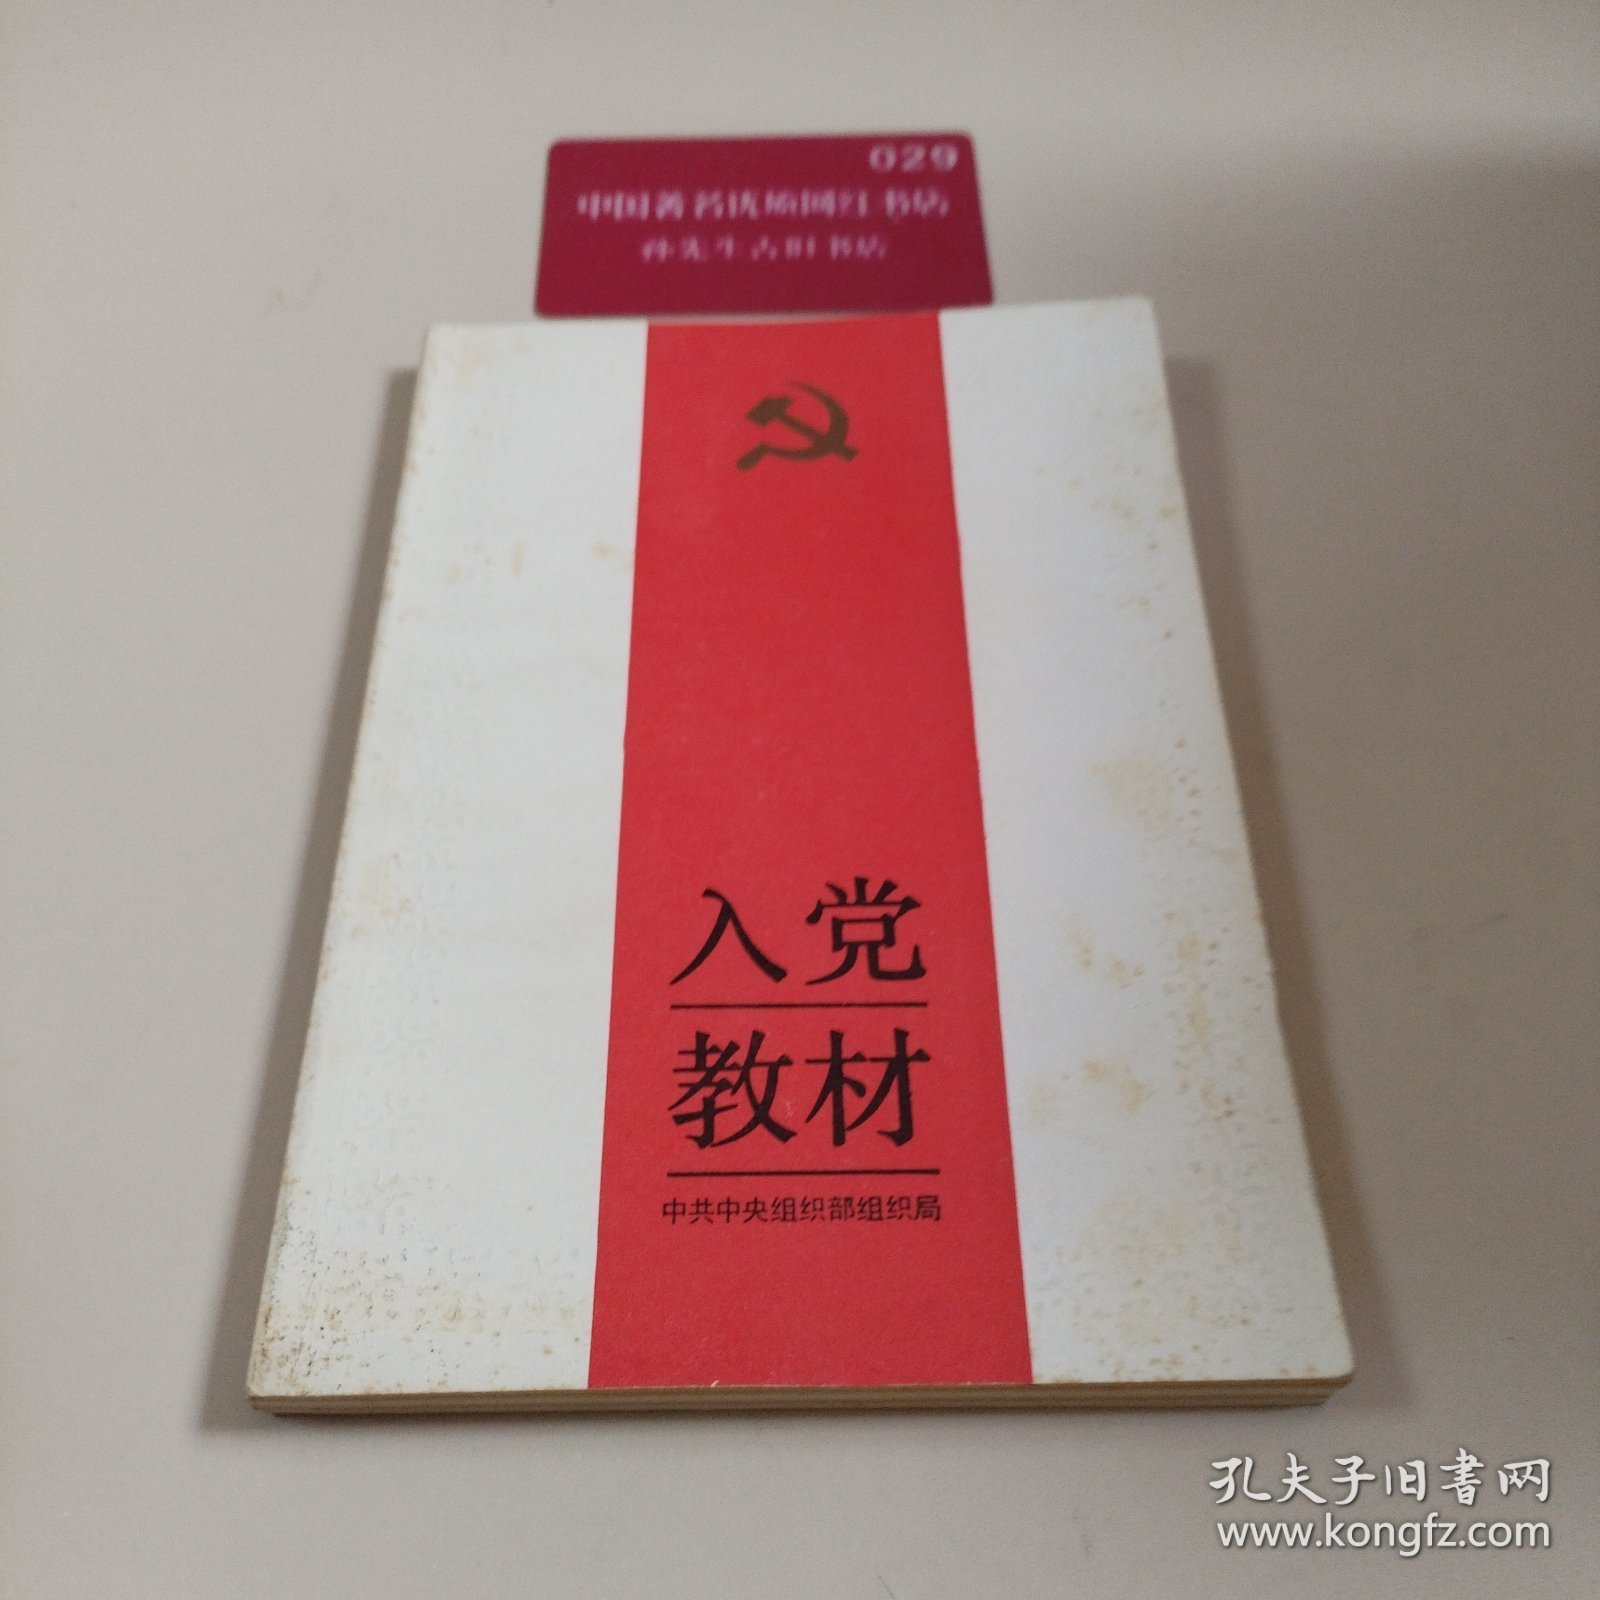 029
中国著名优质网红书店
孙先生古旧书店
入党
教材
中共中央组织部组织局
孔夫子旧书网
www.kongfz.com